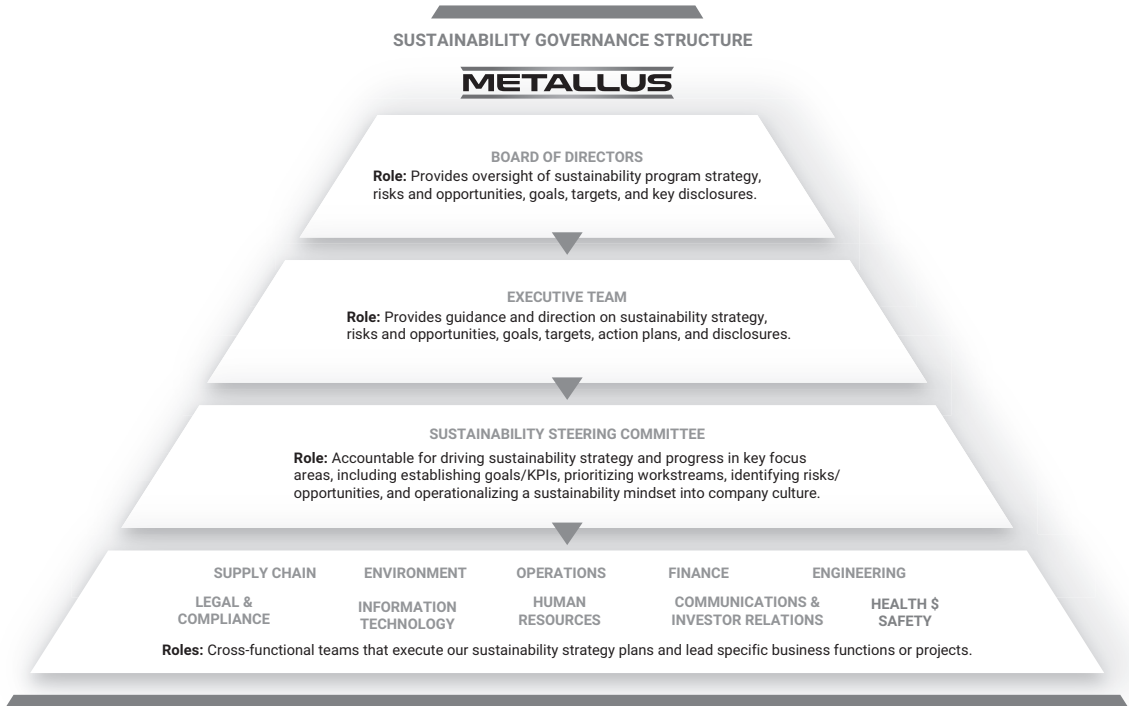 SUSTAINABILITY GOVERNANCE STRUCTURE
METALLUS
BOARD OF DIRECTORS
Role: Provides oversight of sustainability program strategy,
risks and opportunities, goals, targets, and key disclosures.
EXECUTIVE TEAM
Role: Provides guidance and direction on sustainability strategy,
risks and opportunities, goals, targets, action plans, and disclosures.
SUSTAINABILITY STEERING COMMITTEE
Role: Accountable for driving sustainability strategy and progress in key focus
areas, including establishing goals/KPIs, prioritizing workstreams, identifying risks/
opportunities, and operationalizing a sustainability mindset into company culture.
SUPPLY CHAIN ENVIRONMENT OPERATIONS FINANCE ENGINEERING
LEGAL &
COMPLIANCE
INFORMATION
TECHNOLOGY
HUMAN
RESOURCES
COMMUNICATIONS &
INVESTOR RELATIONS
HEALTH $
SAFETY
Roles: Cross-functional teams that execute our sustainability strategy plans and lead specific business functions or projects.